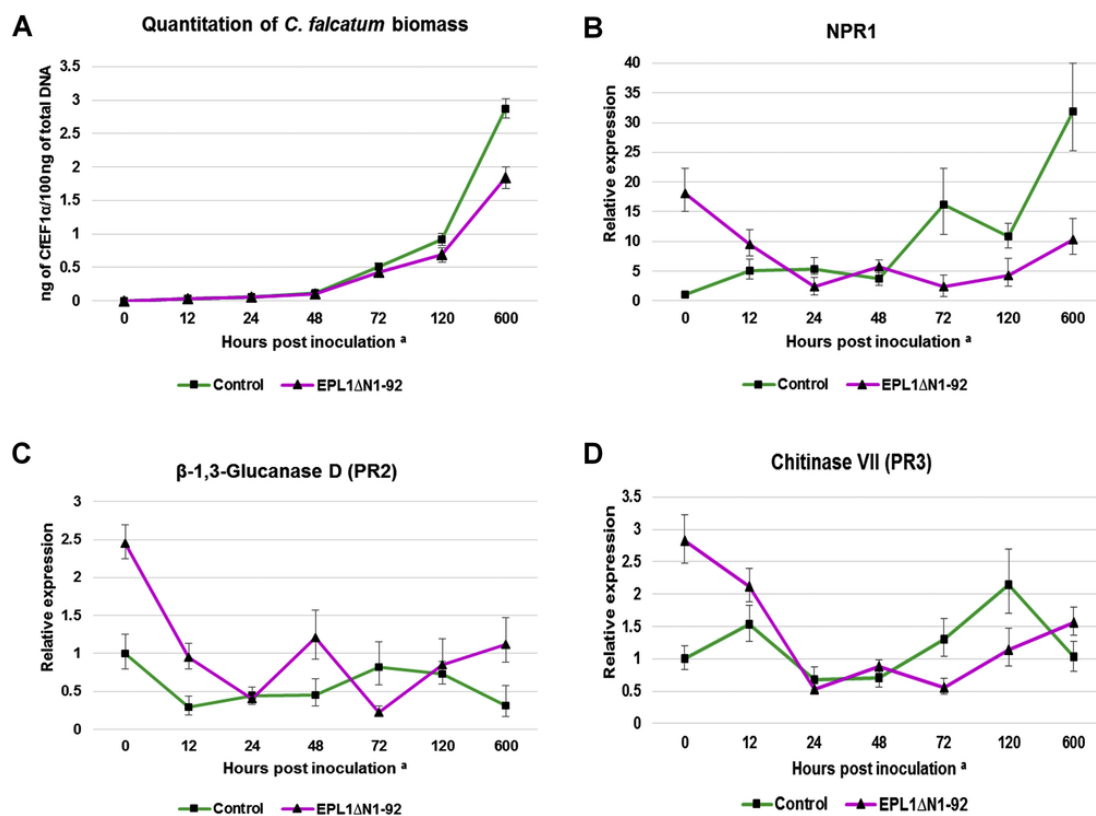 A
Quantitation of C. falcatum biomass
ng of CfEF1α/100ng of total DNA
3.5
3
2.5
2
1.5
1
0.5
0
0 12 24 48 72 120 600
Hours post inoculation a
Control EPL1ΔN1-92
B
NPR1
Relative expression
40
35
30
25
20
15
10
5
0
0 12 24 48 72 120 600
Hours post inoculation a
Control EPL1ΔN1-92
C
β-1,3-Glucanase D (PR2)
Relative expression
3
2.5
2
1.5
1
0.5
0
0 12 24 48 72 120 600
Hours post inoculation a
Control EPL1ΔN1-92
D
Chitinase VII (PR3)
Relative expression
3.5
3
2.5
2
1.5
1
0.5
0
0 12 24 48 72 120 600
Hours post inoculation a
Control EPL1ΔN1-92